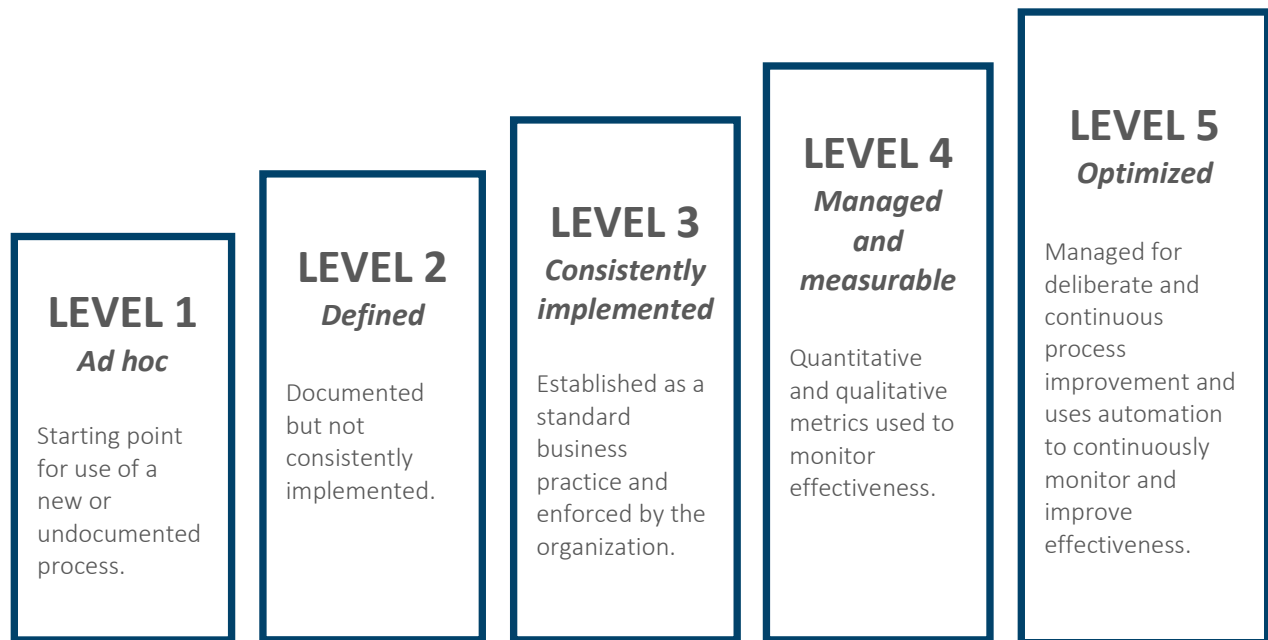 LEVEL 1
Ad hoc
Starting point
for use of a
new or
undocumented
process.
LEVEL 2
Defined
Documented
but not
consistently
implemented.
LEVEL 3
Consistently
implemented
Established as a
standard
business
practice and
enforced by the
organization.
LEVEL 4
Managed
and
measurable
Quantitative
and qualitative
metrics used to
monitor
effectiveness.
LEVEL 5
Optimized
Managed for
deliberate and
continuous
process
improvement and
uses automation
to continuously
monitor and
improve
effectiveness.